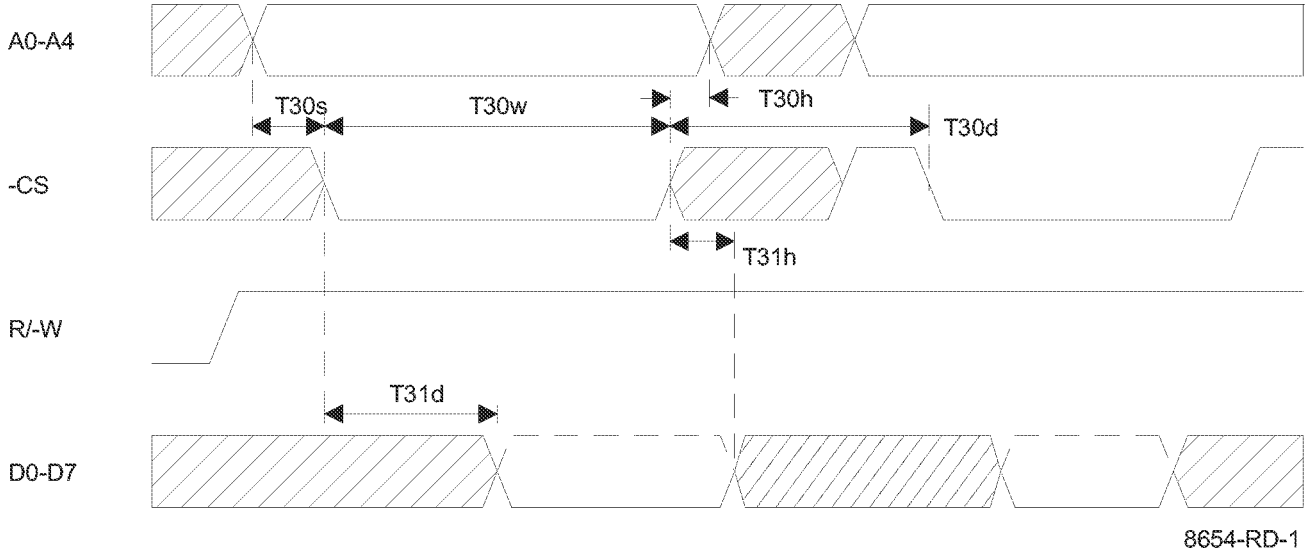 A0-A4
T30s
T30w
T30h
T30d
-CS
T31h
R/-W
T31d
D0-D7
8654-RD-1